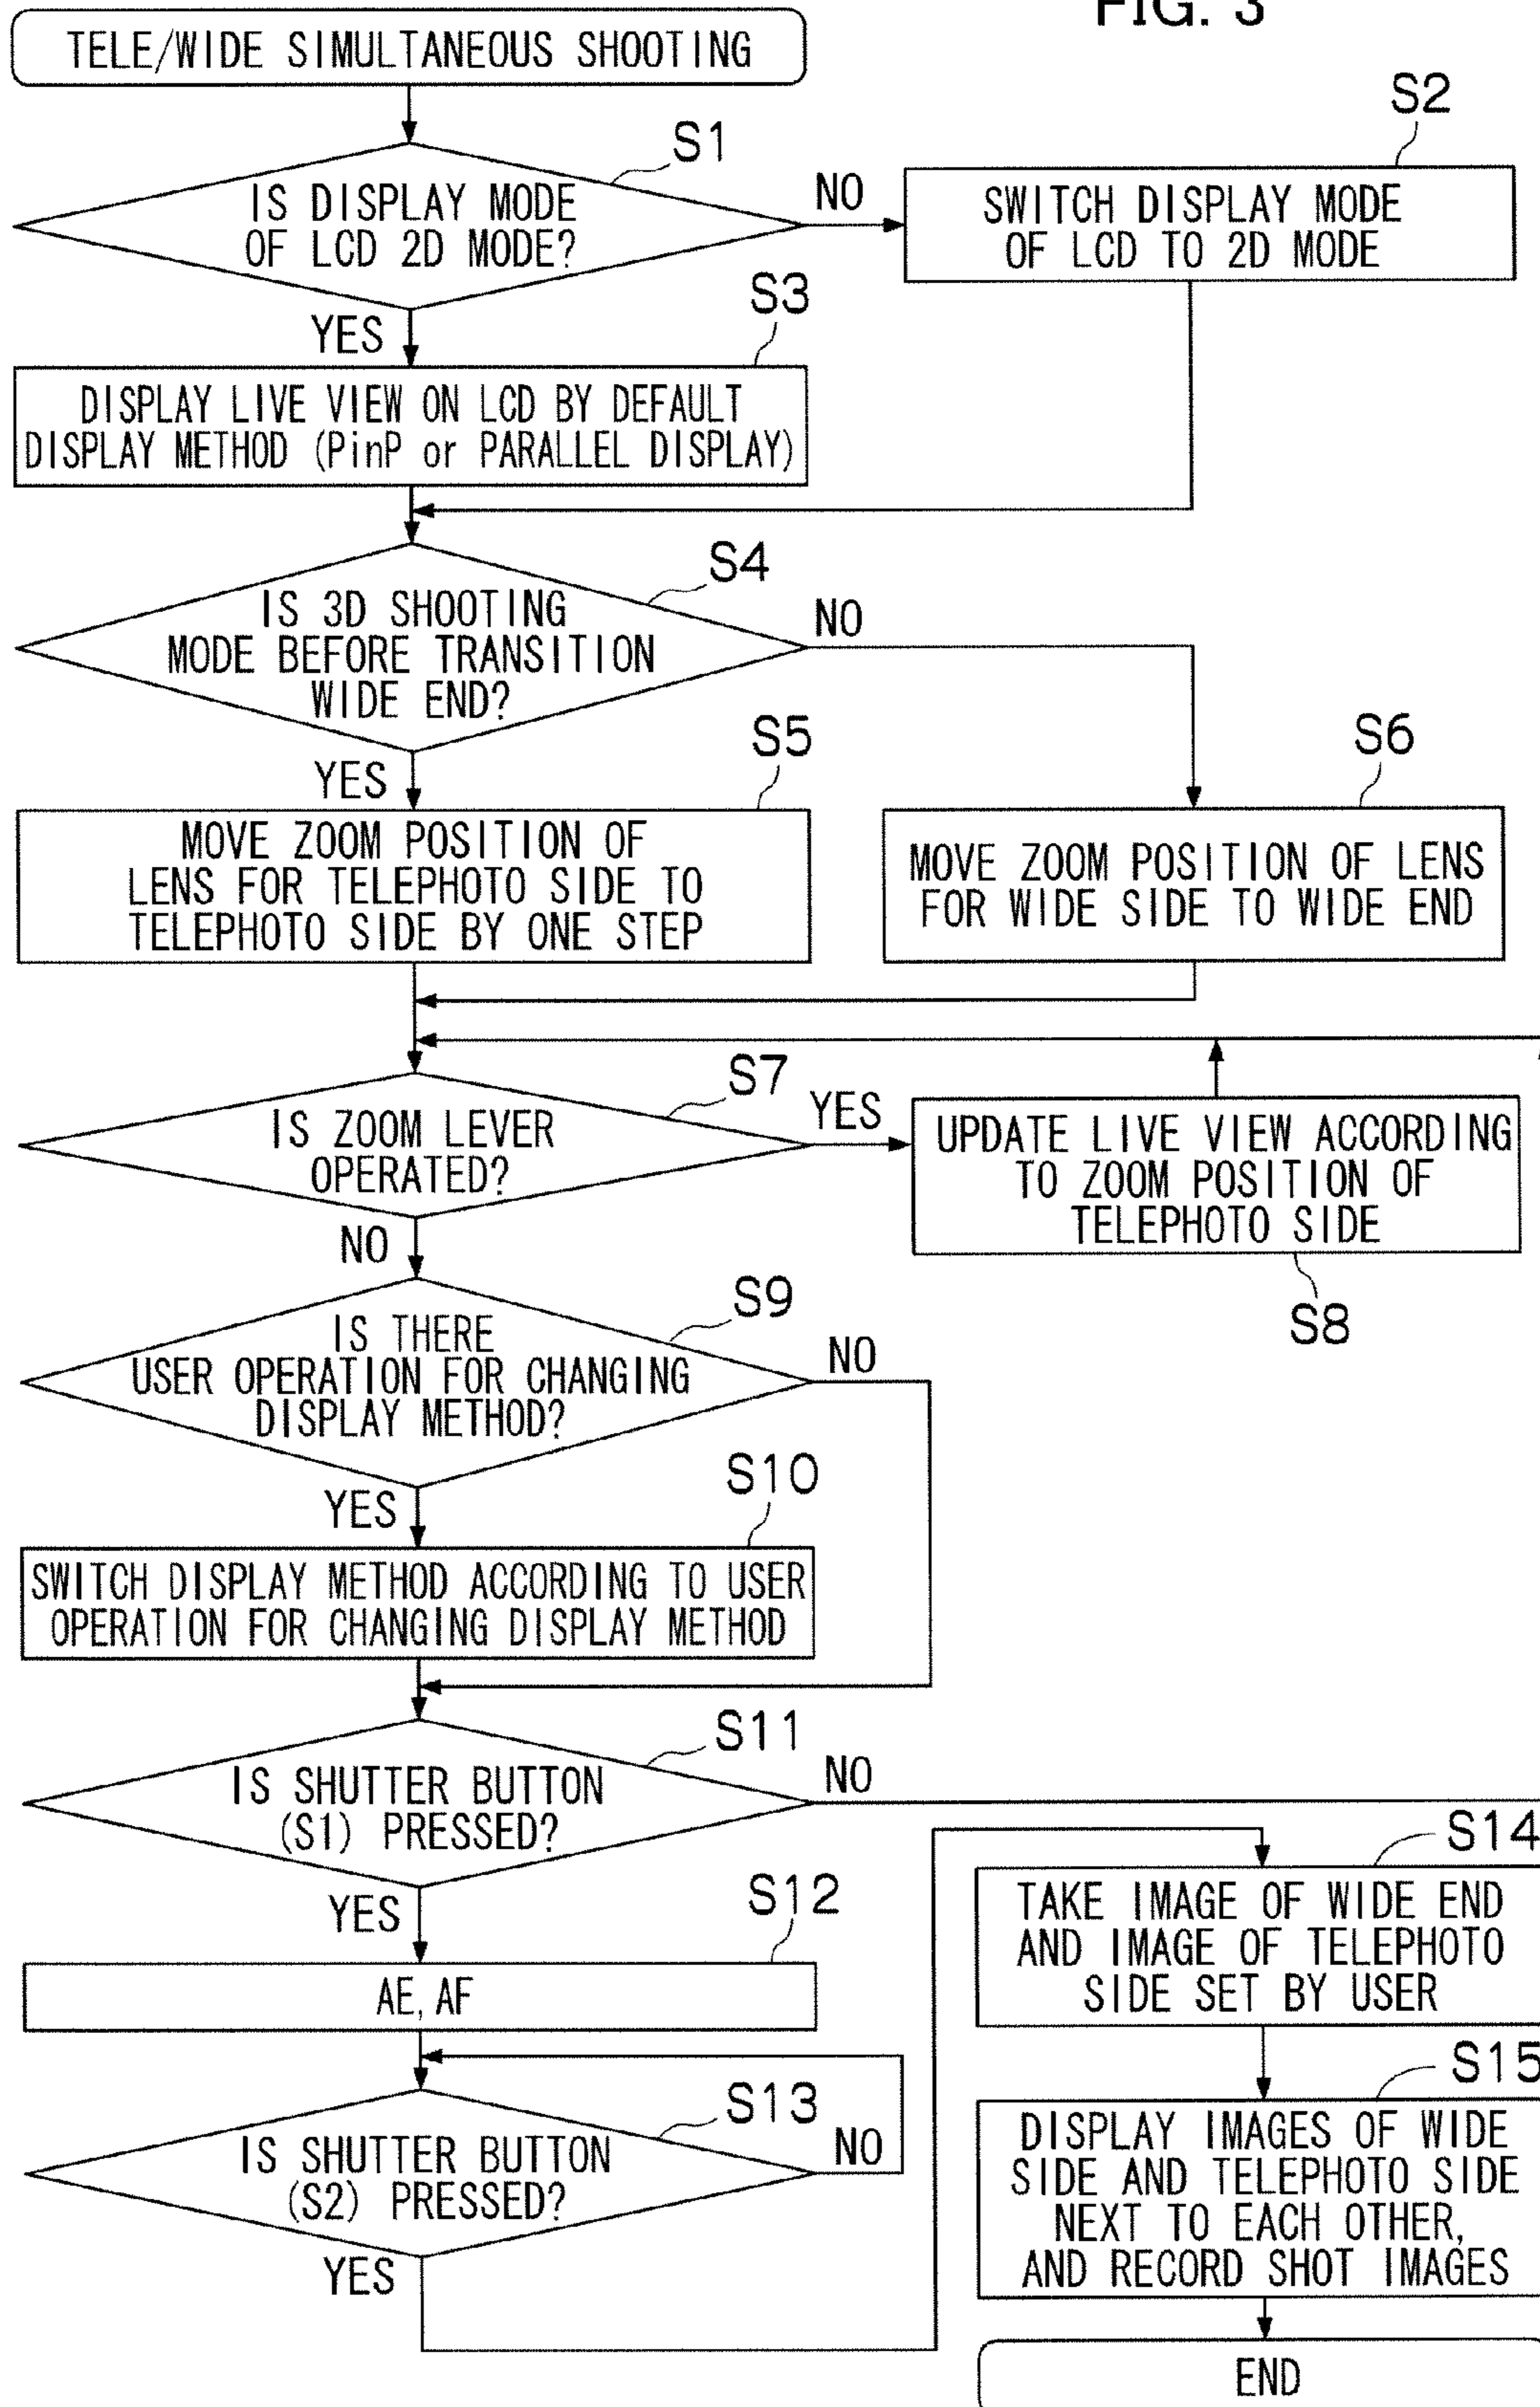 FIG. 3
TELE/WIDE SIMULTANEOUS SHOOTING
S1
IS DISPLAY MODE
OF LCD 2D MODE?
NO
S2
SWITCH DISPLAY MODE
OF LCD TO 2D MODE
YES
S3
DISPLAY LIVE VIEW ON LCD BY DEFAULT
DISPLAY METHOD (PinP or PARALLEL DISPLAY)
S4
IS 3D SHOOTING
MODE BEFORE TRANSITION
WIDE END?
NO
YES
S5
MOVE ZOOM POSITION OF
LENS FOR TELEPHOTO SIDE TO
TELEPHOTO SIDE BY ONE STEP
S6
MOVE ZOOM POSITION OF LENS
FOR WIDE SIDE TO WIDE END
S7
IS ZOOM LEVER
OPERATED?
YES
UPDATE LIVE VIEW ACCORDING
TO ZOOM POSITION OF
TELEPHOTO SIDE
S8
NO
S9
IS THERE
USER OPERATION FOR CHANGING
DISPLAY METHOD?
NO
YES
S10
SWITCH DISPLAY METHOD ACCORDING TO USER
OPERATION FOR CHANGING DISPLAY METHOD
S11
IS SHUTTER BUTTON
(S1) PRESSED?
NO
YES
S12
AE, AF
S13
IS SHUTTER BUTTON
(S2) PRESSED?
NO
YES
S14
TAKE IMAGE OF WIDE END
AND IMAGE OF TELEPHOTO
SIDE SET BY USER
S15
DISPLAY IMAGES OF WIDE
SIDE AND TELEPHOTO SIDE
NEXT TO EACH OTHER,
AND RECORD SHOT IMAGES
END